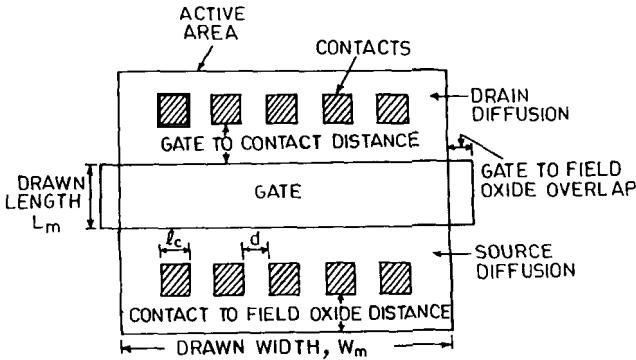 ACTIVE
AREA
CONTACTS
DRAIN
DIFFUSION
GATE TO CONTACT DISTANCE
GATE TO FIELD
OXIDE OVERLAP
DRAWN
LENGTH
Lm
GATE
lc
d
SOURCE
DIFFUSION
CONTACT TO FIELD OXIDE DISTANCE
DRAWN WIDTH, Wm